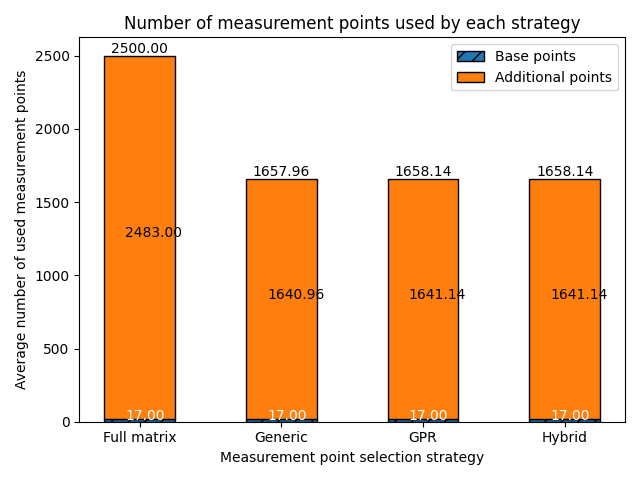 Number of measurement points used by each strategy
Average number of used measurement points
2500
2000
1500
1000
500
0
Base points
Additional points
2500.00
1657.96
1658.14
1658.14
2483.00
1640.96
1641.14
1641.14
17.00
17.00
17.00
17.00
Full matrix
Generic
GPR
Hybrid
Measurement point selection strategy